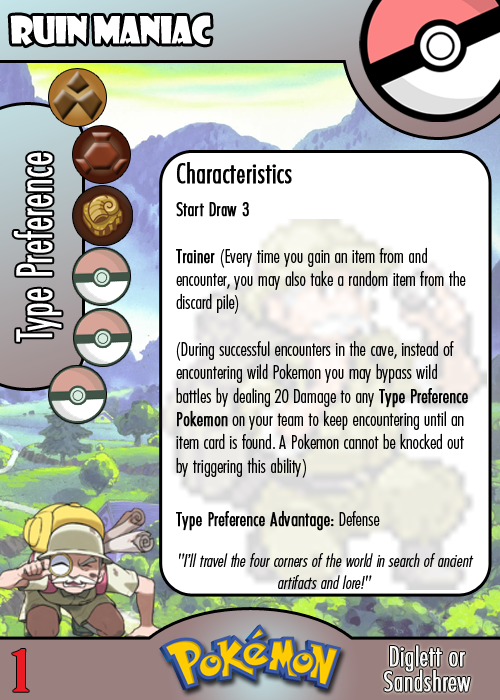 RUIN MANIAC
Type Preference
Characteristics
Start Draw 3
Trainer (Every time you gain an item from and
encounter, you may also take a random item from the
discard pile)
(During successful encounters in the cave, instead of
encountering wild Pokemon you may bypass wild
battles by dealing 20 Damage to any Type Preference
Pokemon on your team to keep encountering until an
item card is found. A Pokemon cannot be knocked out
by triggering this ability)
Type Preference Advantage: Defense
"I'll travel the four corners of the world in search of ancient
artifacts and lore!"
1
POKéMON
Diglett or
Sandshrew